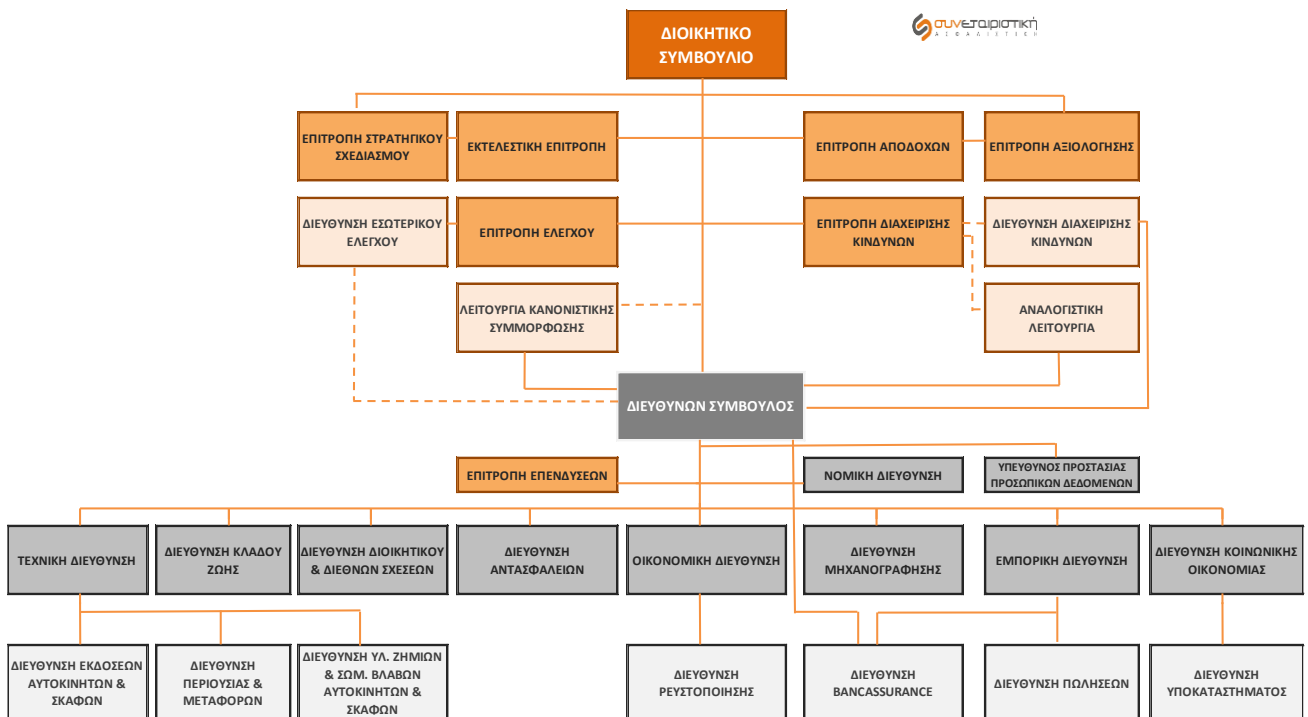 ΔΙΟΙΚΗΤΙΚΟ
ΣΥΜΒΟΥΛΙΟ
συνεταιριστική
ΑΣΦΑΛΙΣΤΙΚΗ
ΕΠΙΤΡΟΠΗ ΣΤΡΑΤΗΓΙΚΟΥ
ΣΧΕΔΙΑΣΜΟΥ
ΕΚΤΕΛΕΣΤΙΚΗ ΕΠΙΤΡΟΠΗ
ΕΠΙΤΡΟΠΗ ΑΠΟΔΟΧΩΝ
ΕΠΙΤΡΟΠΗ ΑΞΙΟΛΟΓΗΣΗΣ
ΔΙΕΥΘΥΝΣΗ ΕΣΩΤΕΡΙΚΟΥ
ΕΛΕΓΧΟΥ
ΕΠΙΤΡΟΠΗ ΕΛΕΓΧΟΥ
ΕΠΙΤΡΟΠΗ ΔΙΑΧΕΙΡΙΣΗΣ
ΚΙΝΔΥΝΩΝ
ΔΙΕΥΘΥΝΣΗ ΔΙΑΧΕΙΡΙΣΗΣ
ΚΙΝΔΥΝΩΝ
ΛΕΙΤΟΥΡΓΙΑ ΚΑΝΟΝΙΣΤΙΚΗΣ
ΣΥΜΜΟΡΦΩΣΗΣ
ΑΝΑΛΟΓΙΣΤΙΚΗ
ΛΕΙΤΟΥΡΓΙΑ
ΔΙΕΥΘΥΝΩΝ ΣΥΜΒΟΥΛΟΣ
ΕΠΙΤΡΟΠΗ ΕΠΕΝΔΥΣΕΩΝ
ΝΟΜΙΚΗ ΔΙΕΥΘΥΝΣΗ
ΥΠΕΥΘΥΝΟΣ ΠΡΟΣΤΑΣΙΑΣ
ΠΡΟΣΩΠΙΚΩΝ ΔΕΔΟΜΕΝΩΝ
ΤΕΧΝΙΚΗ ΔΙΕΥΘΥΝΣΗ
ΔΙΕΥΘΥΝΣΗ ΚΛΑΔΟΥ
ΖΩΗΣ
ΔΙΕΥΘΥΝΣΗ ΔΙΟΙΚΗΤΙΚΟΥ
& ΔΙΕΘΝΩΝ ΣΧΕΣΕΩΝ
ΔΙΕΥΘΥΝΣΗ
ΑΝΤΑΣΦΑΛΕΙΩΝ
ΟΙΚΟΝΟΜΙΚΗ ΔΙΕΥΘΥΝΣΗ
ΔΙΕΥΘΥΝΣΗ
ΜΗΧΑΝΟΓΡΑΦΗΣΗΣ
ΕΜΠΟΡΙΚΗ ΔΙΕΥΘΥΝΣΗ
ΔΙΕΥΘΥΝΣΗ ΚΟΙΝΩΝΙΚΗΣ
ΟΙΚΟΝΟΜΙΑΣ
ΔΙΕΥΘΥΝΣΗ ΕΚΔΟΣΕΩΝ
ΑΥΤΟΚΙΝΗΤΩΝ &
ΣΚΑΦΩΝ
ΔΙΕΥΘΥΝΣΗ
ΠΕΡΙΟΥΣΙΑΣ &
ΜΕΤΑΦΟΡΩΝ
ΔΙΕΥΘΥΝΣΗ ΥΛ. ΖΗΜΙΩΝ
& ΣΩΜ. ΒΛΑΒΩΝ
ΑΥΤΟΚΙΝΗΤΩΝ &
ΣΚΑΦΩΝ
ΔΙΕΥΘΥΝΣΗ
ΡΕΥΣΤΟΠΟΙΗΣΗΣ
ΔΙΕΥΘΥΝΣΗ
BANCASSURANCE
ΔΙΕΥΘΥΝΣΗ ΠΩΛΗΣΕΩΝ
ΔΙΕΥΘΥΝΣΗ
ΥΠΟΚΑΤΑΣΤΗΜΑΤΟΣ